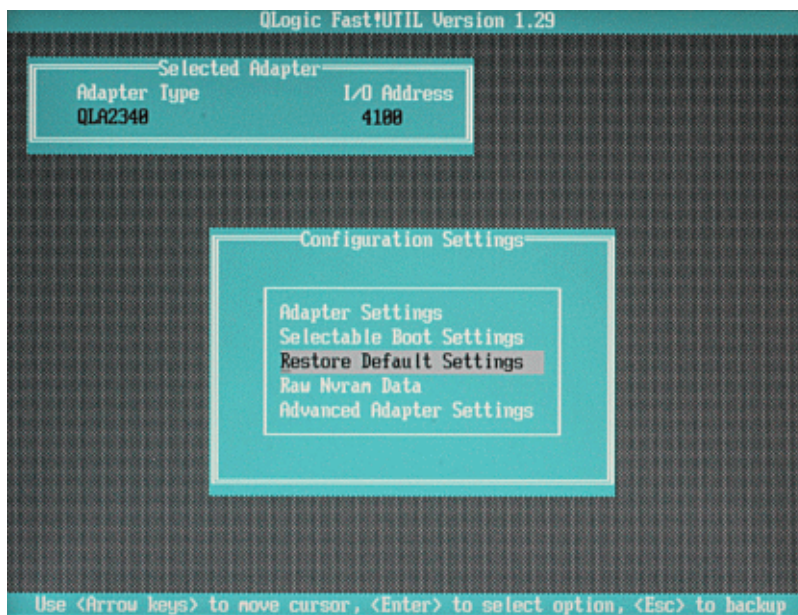 QLogic Fast!UTIL Version 1.29
Selected Adapter
Adapter Type I/O Address
QLA2340 4100
Configuration Settings
Adapter Settings
Selectable Boot Settings
Restore Default Settings
Raw Nvram Data
Advanced Adapter Settings
Use <Arrow keys> to move cursor, <Enter> to select option, <Esc> to backup